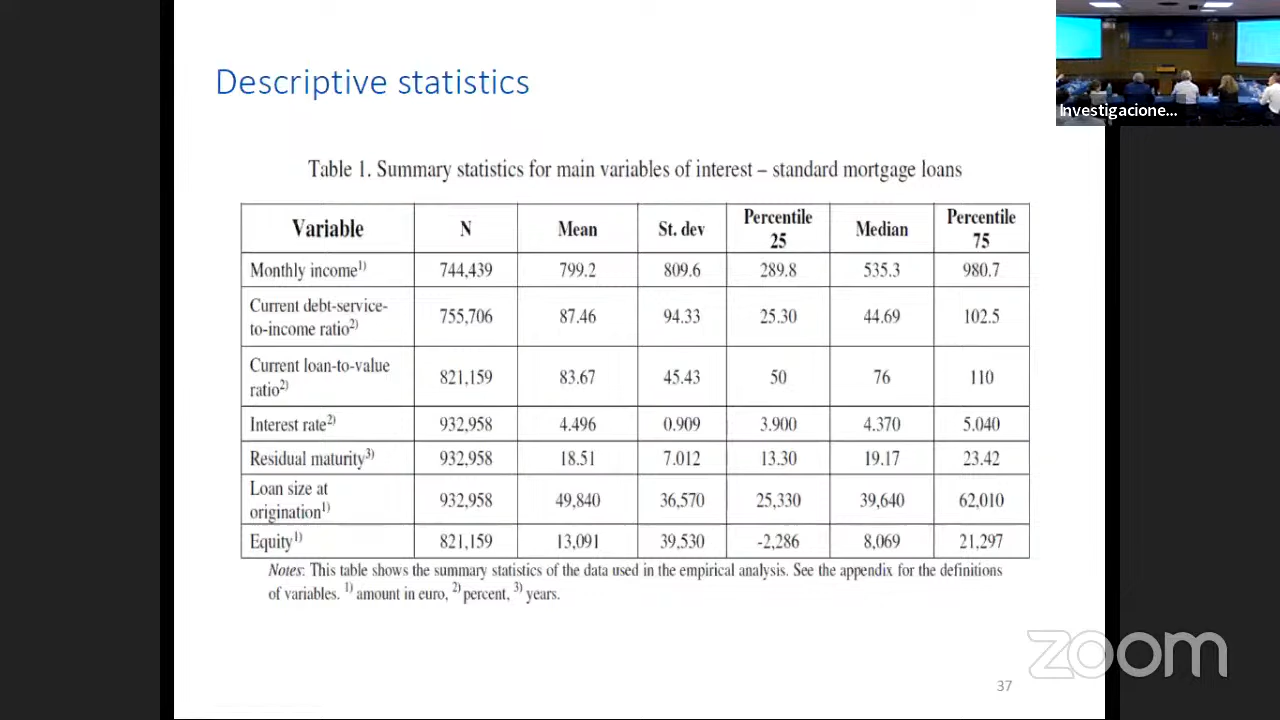 Descriptive statistics
Investigacione...
Table 1. Summary statistics for main variables of interest – standard mortgage loans
Variable N Mean St. dev Percentile 25 Median Percentile 75
Monthly income1) 744,439 799.2 809.6 289.8 535.3 980.7
Current debt-service-to-income ratio2) 755,706 87.46 94.33 25.30 44.69 102.5
Current loan-to-value ratio2) 821,159 83.67 45.43 50 76 110
Interest rate2) 932,958 4.496 0.909 3.900 4.370 5.040
Residual maturity3) 932,958 18.51 7.012 13.30 19.17 23.42
Loan size at origination1) 932,958 49,840 36,570 25,330 39,640 62,010
Equity1) 821,159 13,091 39,530 -2,286 8,069 21,297
Notes: This table shows the summary statistics of the data used in the empirical analysis. See the appendix for the definitions
of variables. 1) amount in euro, 2) percent, 3) years.
zoom
37